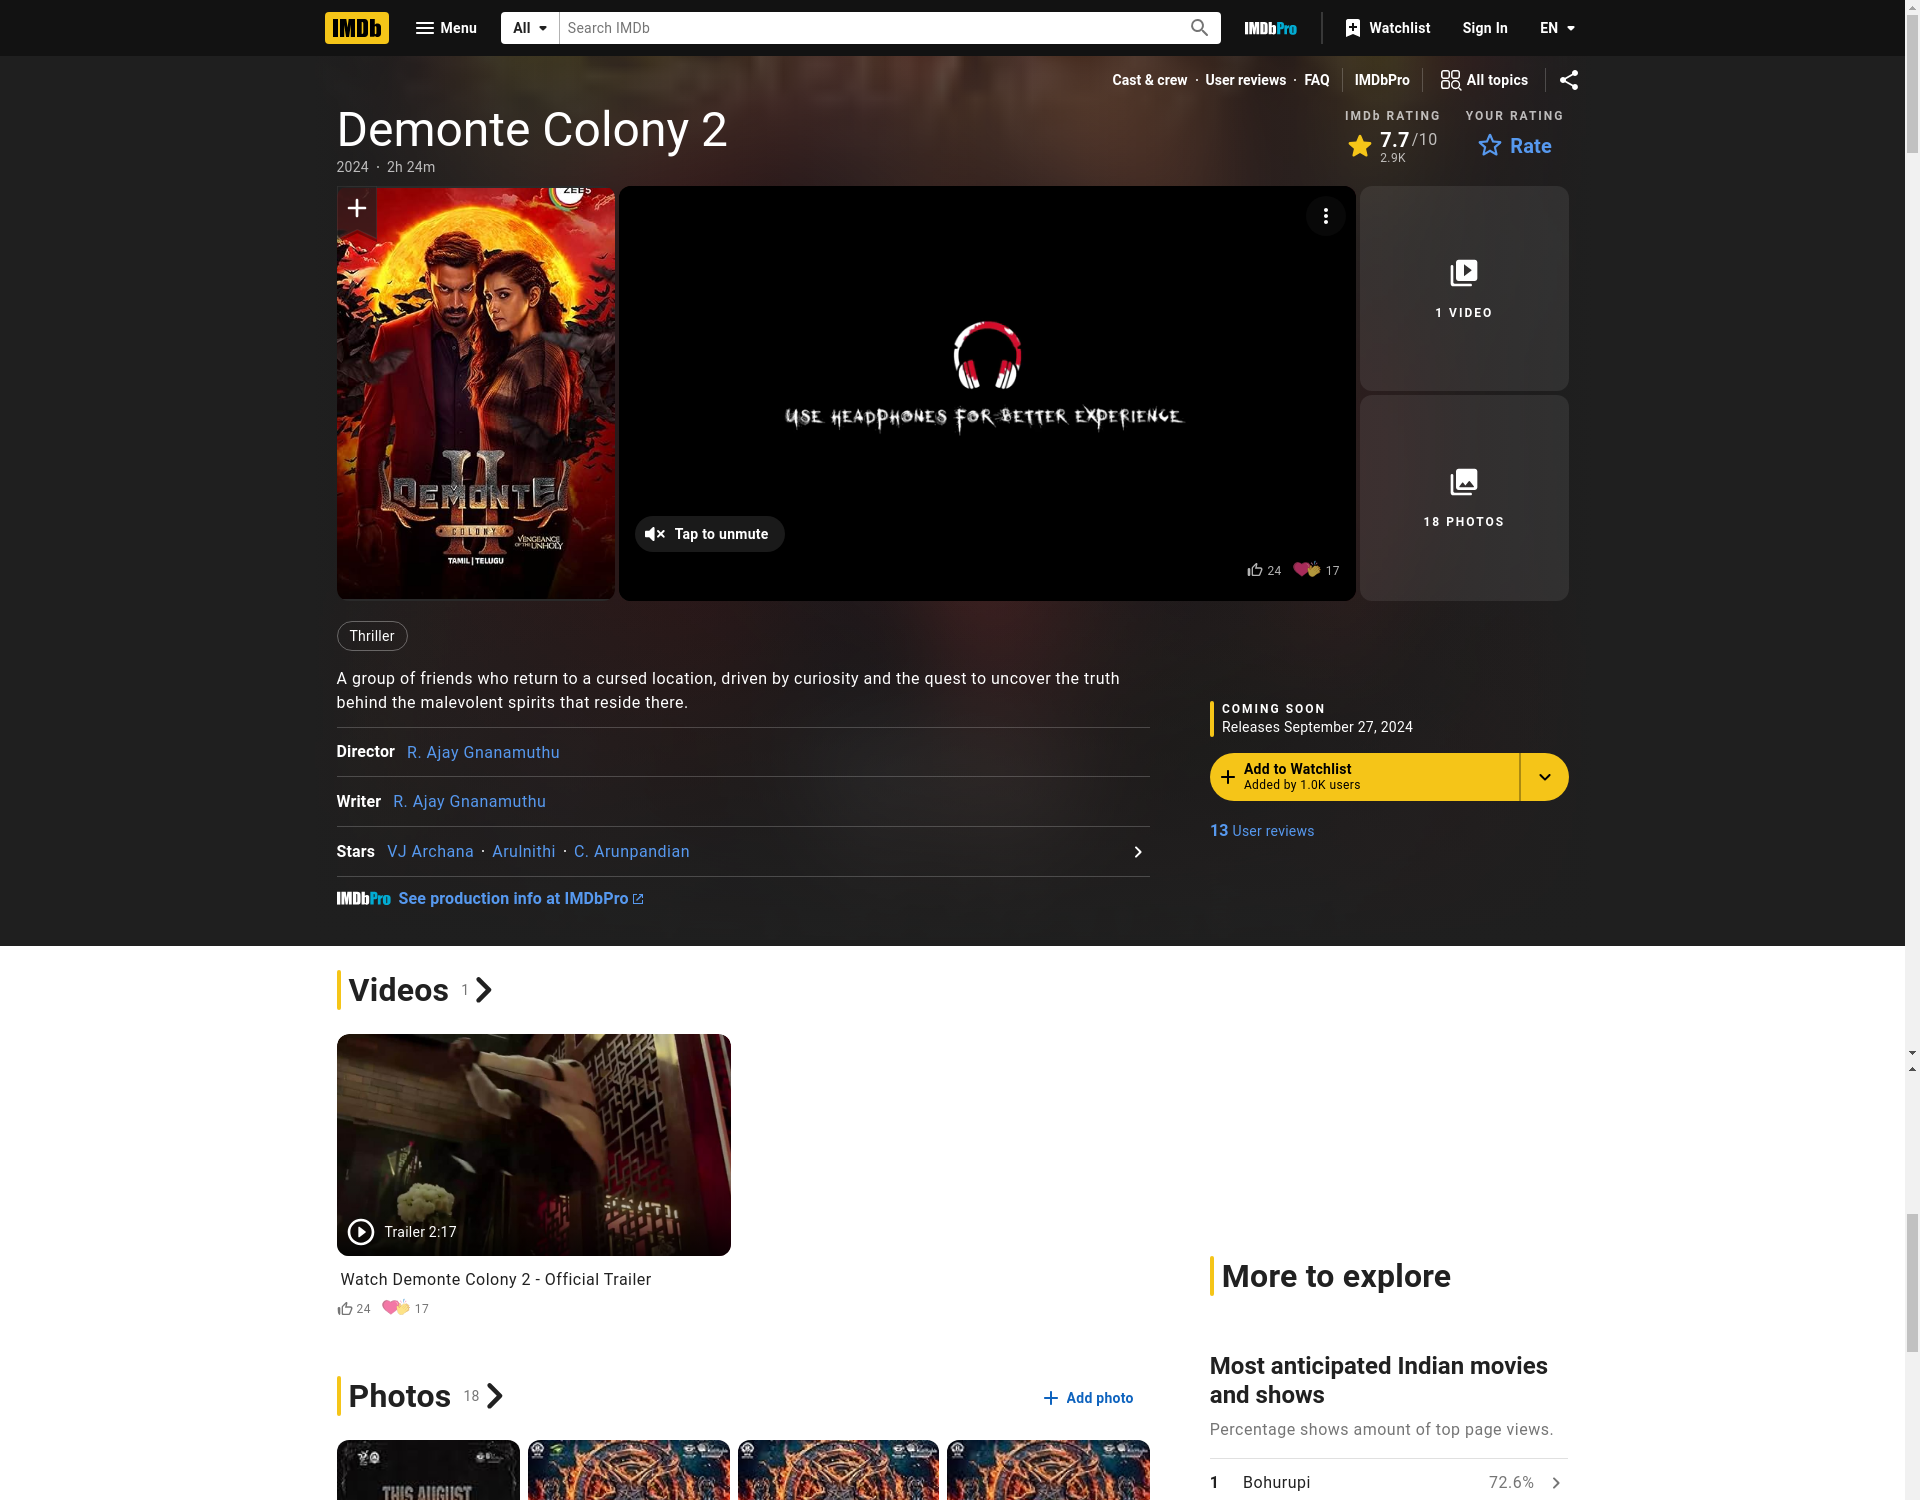 IMDb Menu All Search IMDb IMDbPro Watchlist Sign In EN
Cast & crew · User reviews · FAQ IMDbPro All topics
Demonte Colony 2
2024 · 2h 24m
IMDb RATING
7.7/10
2.9K
YOUR RATING
Rate
ZEE5
II
DEMONTE
COLONY
VENGEANCE
OF THE UNHOLY
TAMIL | TELUGU
USE HEADPHONES FOR BETTER EXPERIENCE
Tap to unmute
24 17
1 VIDEO
18 PHOTOS
Thriller
A group of friends who return to a cursed location, driven by curiosity and the quest to uncover the truth
behind the malevolent spirits that reside there.
Director R. Ajay Gnanamuthu
Writer R. Ajay Gnanamuthu
Stars VJ Archana · Arulnithi · C. Arunpandian
IMDbPro See production info at IMDbPro
COMING SOON
Releases September 27, 2024
Add to Watchlist
Added by 1.0K users
13 User reviews
Videos 1
Trailer 2:17
Watch Demonte Colony 2 - Official Trailer
24 17
Photos 18
Add photo
THIS AUGUST
More to explore
Most anticipated Indian movies
and shows
Percentage shows amount of top page views.
1 Bohurupi 72.6%